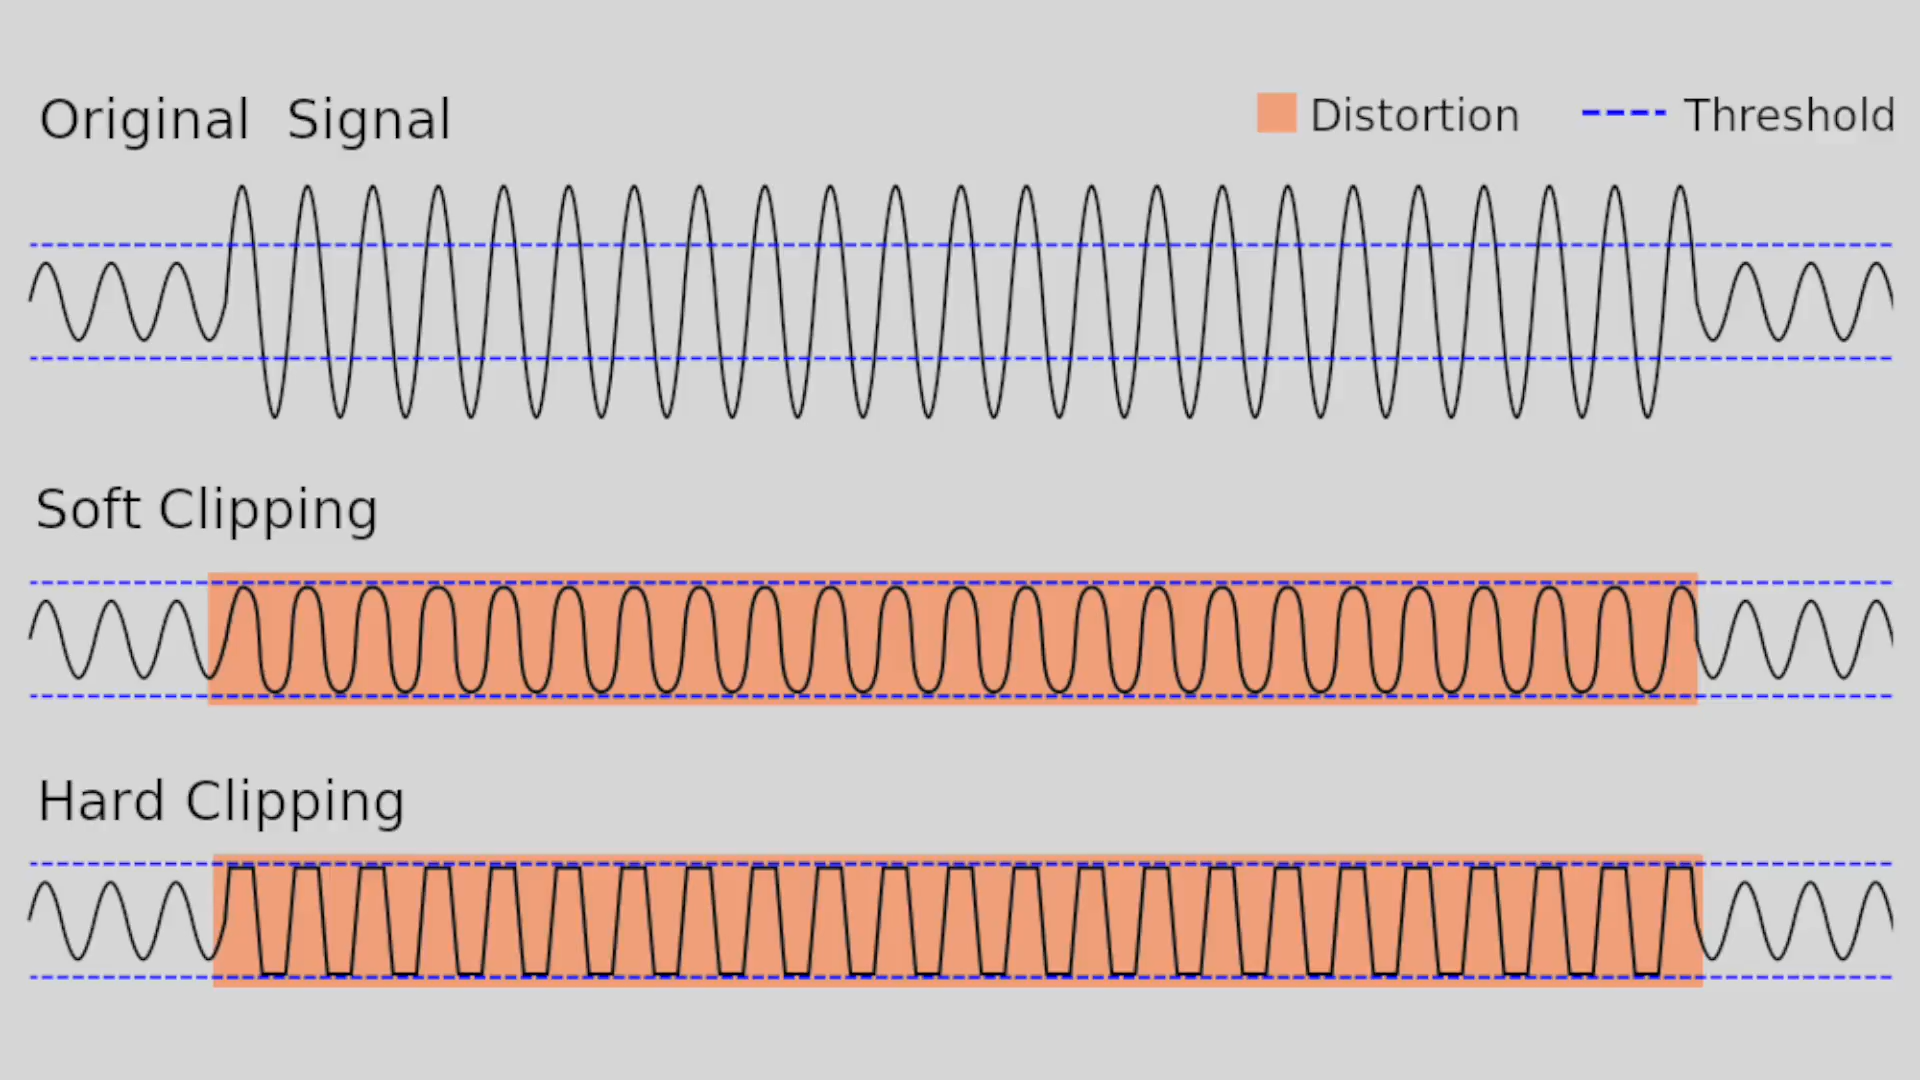 Original Signal
Distortion
Threshold
Soft Clipping
Hard Clipping